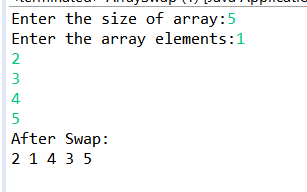 Enter the size of array:5
Enter the array elements:1
2
3
4
5
After Swap:
2 1 4 3 5